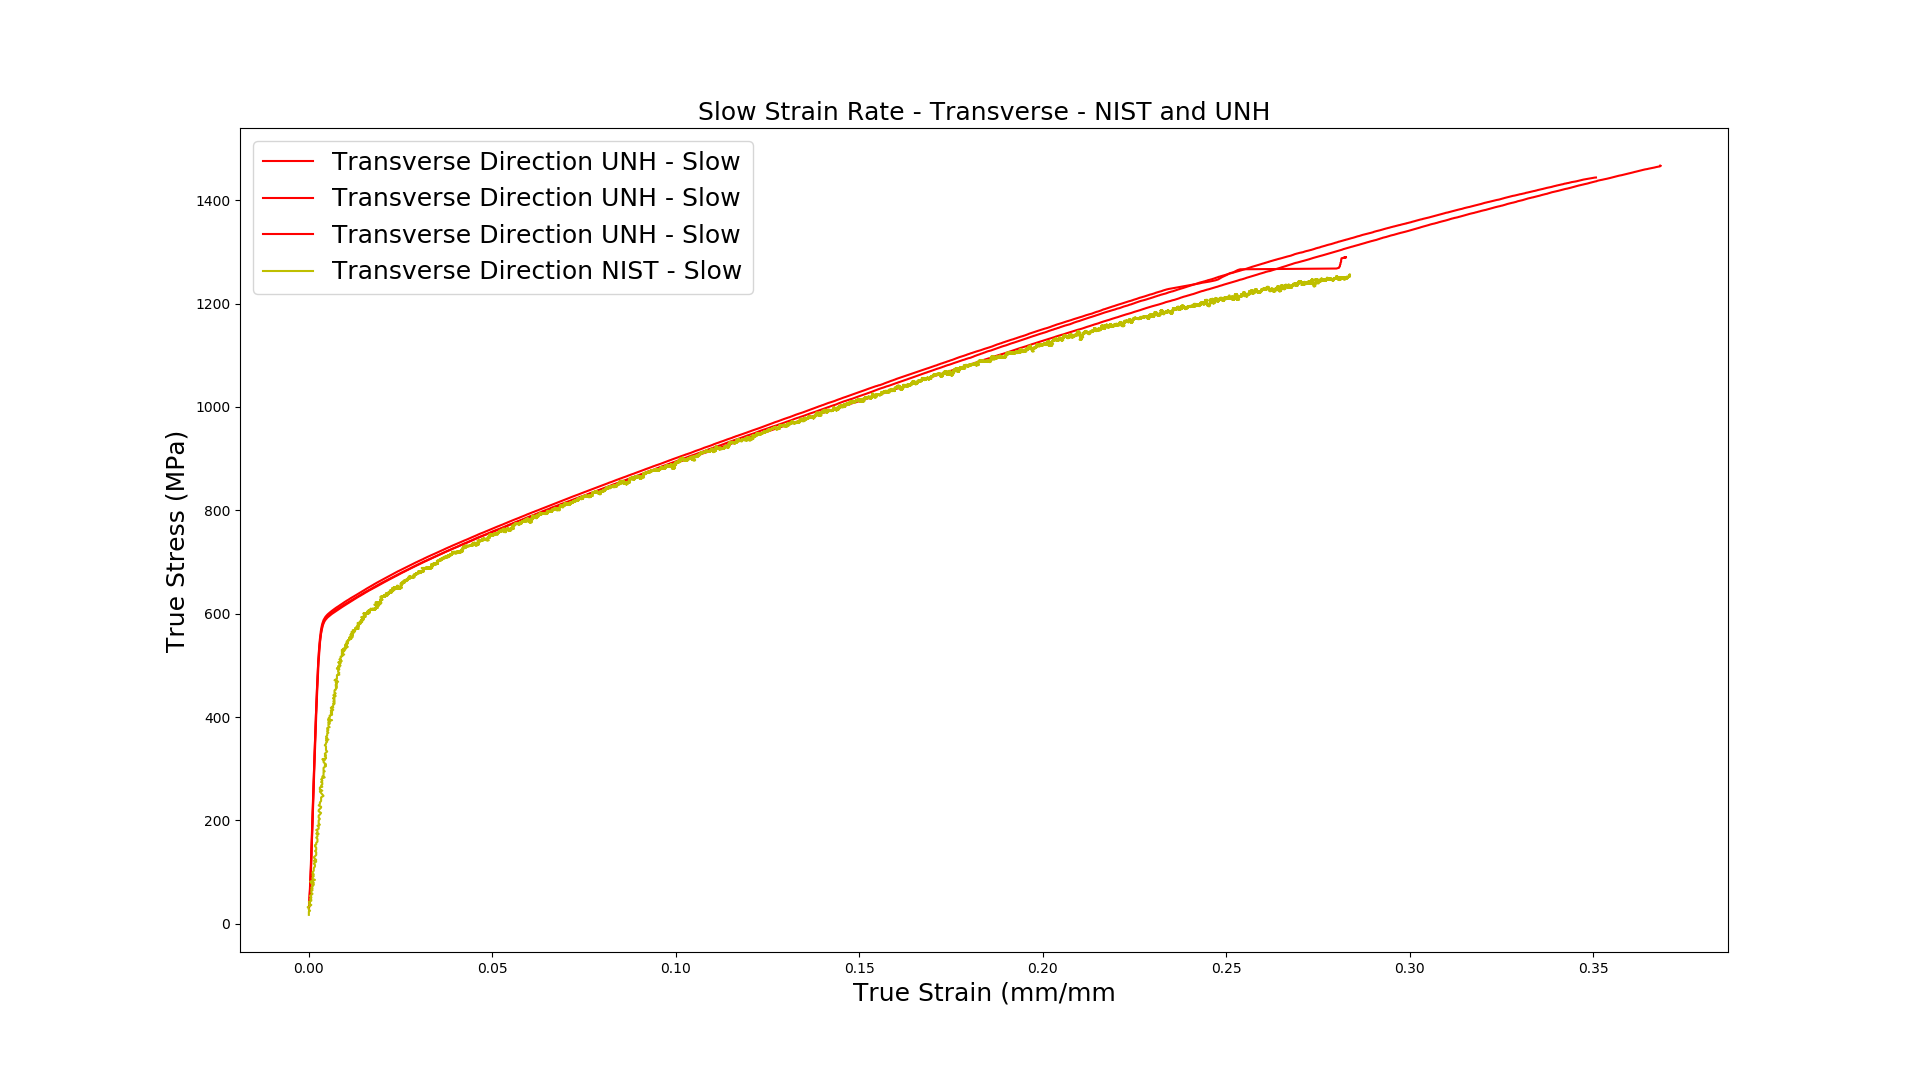 Slow Strain Rate - Transverse - NIST and UNH
Transverse Direction UNH - Slow
Transverse Direction UNH - Slow
Transverse Direction UNH - Slow
Transverse Direction NIST - Slow
True Stress (MPa)
1400
1200
1000
800
600
400
200
0
0.00 0.05 0.10 0.15 0.20 0.25 0.30 0.35
True Strain (mm/mm